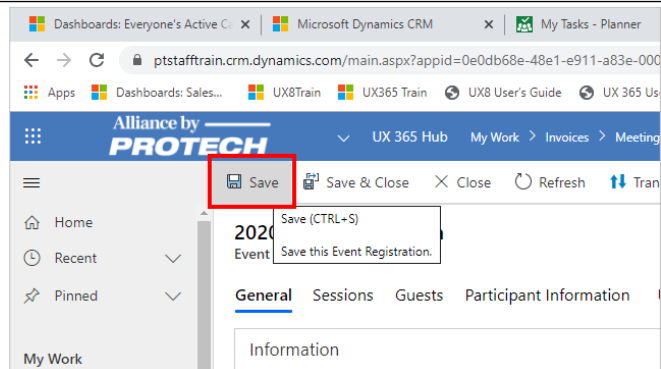 Dashboards: Everyone's Active C
Microsoft Dynamics CRM
My Tasks - Planner
ptstafftrain.crm.dynamics.com/main.aspx?appid=0e0db68e-48e1-e911-a83e-000
Apps
Dashboards: Sales...
UX8Train
UX365 Train
UX8 User's Guide
UX 365 Us
Alliance by
PROTECH
UX 365 Hub
My Work > Invoices > Meeting
Save
Save & Close
Close
Refresh
Tran
Home
Recent
Pinned
My Work
Save (CTRL+S)
Save this Event Registration.
202
Event
General
Sessions
Guests
Participant Information
Information